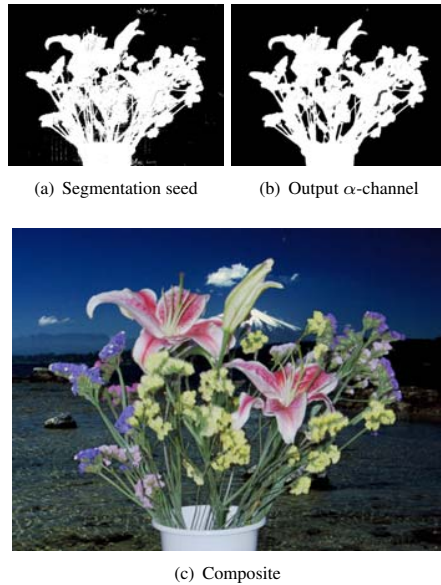 (a) Segmentation seed
(b) Output α-channel
(c) Composite